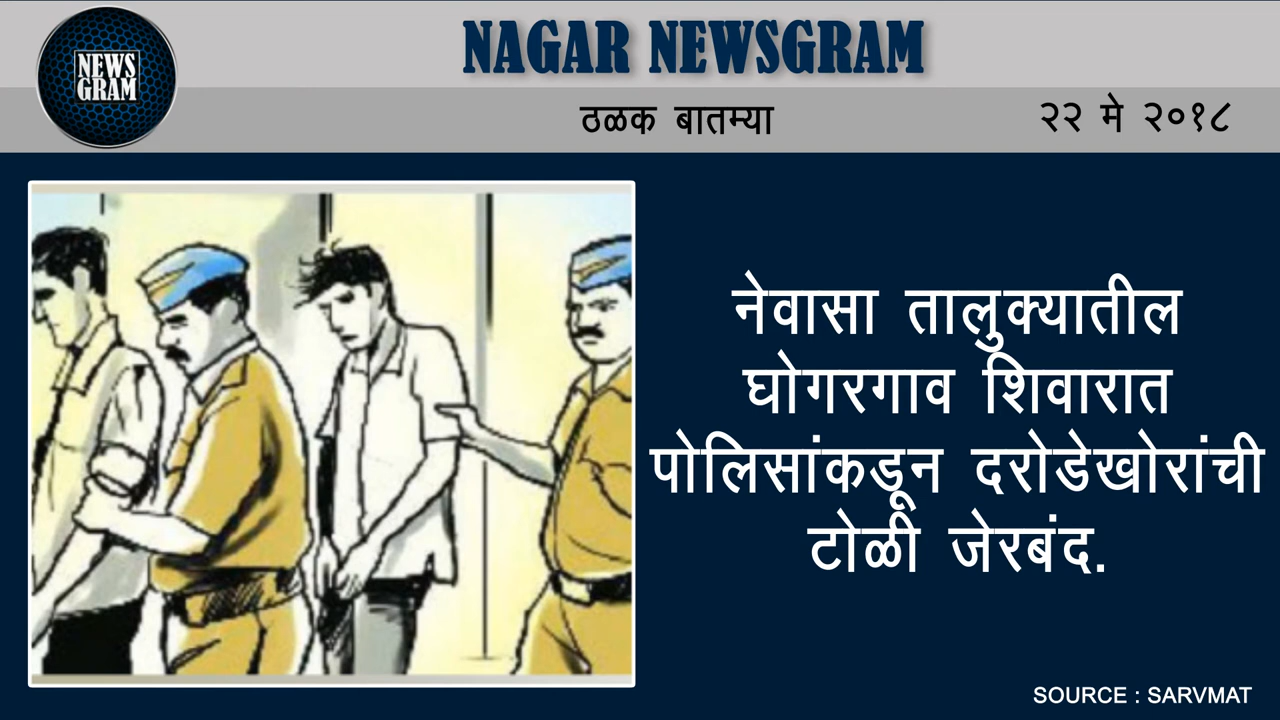 NEWS
GRAM
NAGAR NEWSGRAM
ठळक बातम्या
२२ मे २०१८
नेवासा तालुक्यातील
घोगरगाव शिवारात
पोलिसांकडून दरोडेखोरांची
टोळी जेरबंद.
SOURCE : SARVMAT